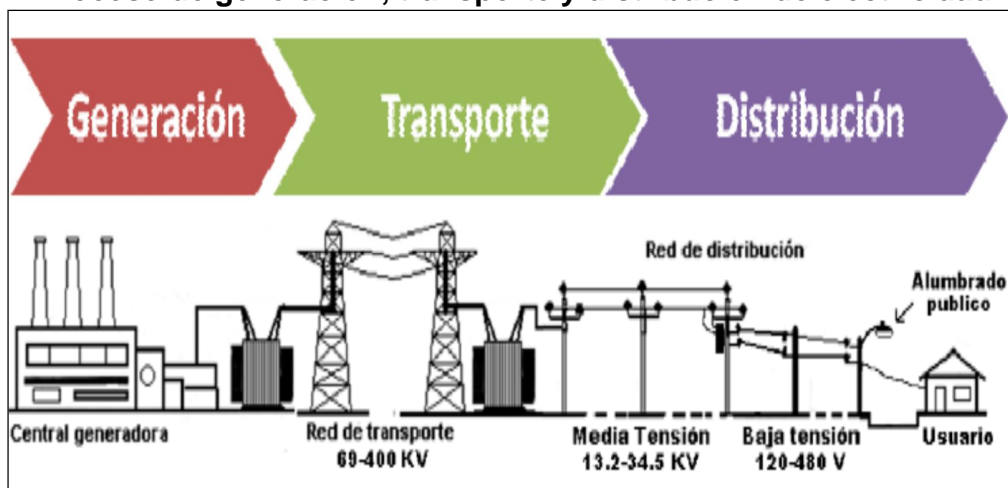 Generación
Transporte
Distribución
Red de distribución
Alumbrado
publico
Central generadora
Red de transporte
69-400 KV
Media Tensión
13.2-34.5 KV
Baja tensión
120-480 V
Usuario